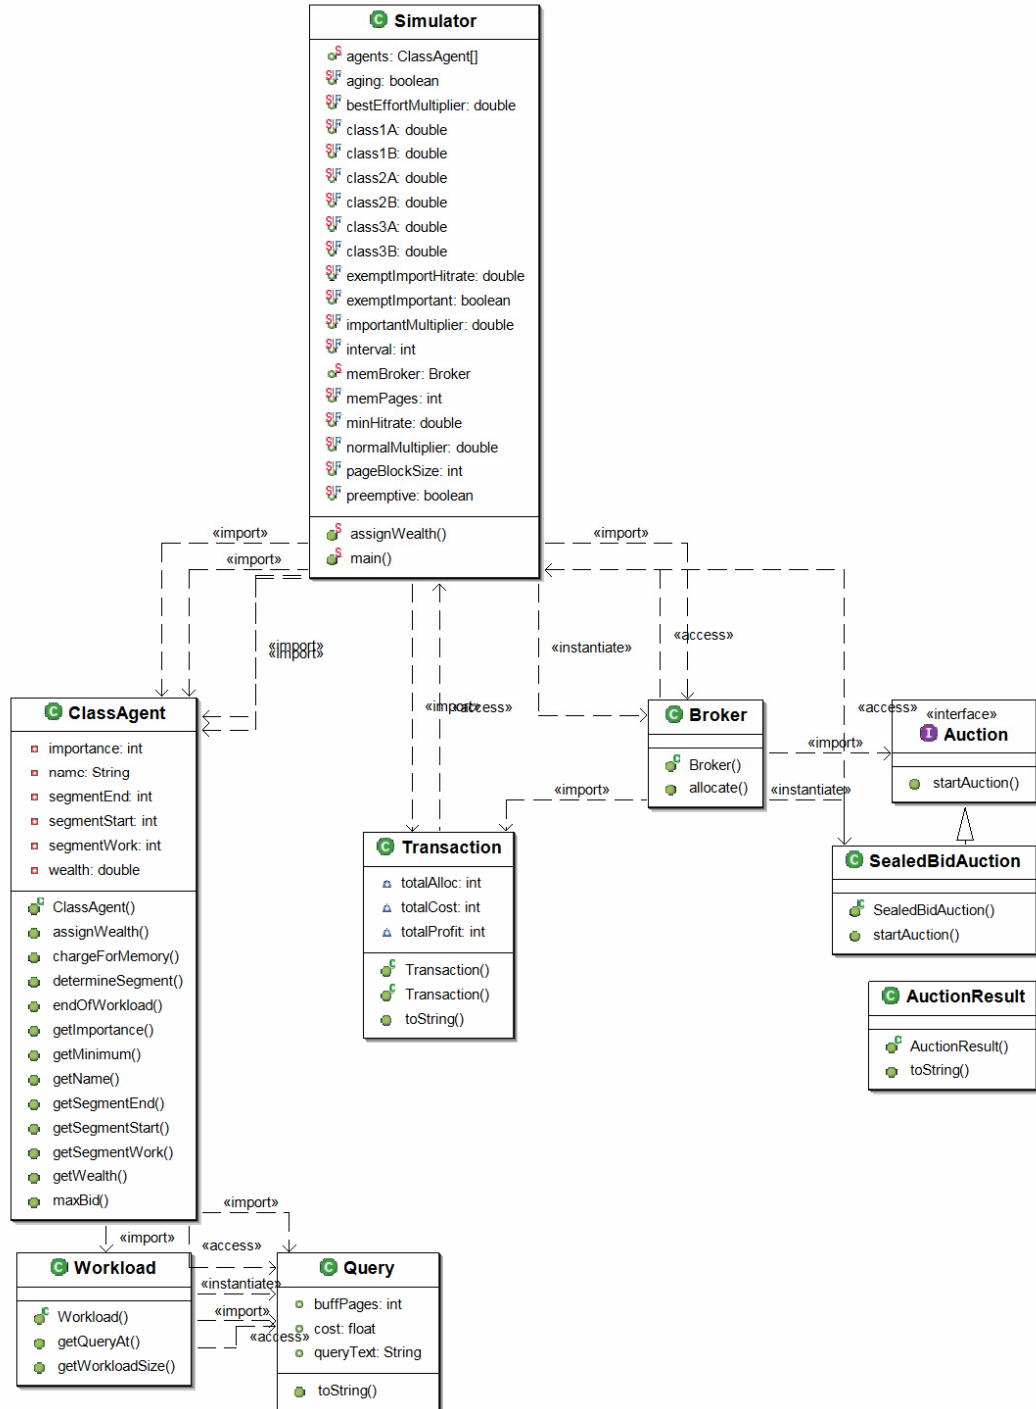 Simulator
agents: ClassAgent[]
aging: boolean
bestEffortMultiplier: double
class1A: double
class1B: double
class2A: double
class2B: double
class3A: double
class3B: double
exemptImportHitrate: double
exemptImportant: boolean
importantMultiplier: double
interval: int
memBroker: Broker
memPages: int
minHitrate: double
normalMultiplier: double
pageBlockSize: int
preemptive: boolean
assignWealth()
main()
«import»
«import»
«import»
«import»
«import»
«instantiate»
«access»
«import»
«access»
«access»
ClassAgent
importance: int
name: String
segmentEnd: int
segmentStart: int
segmentWork: int
wealth: double
ClassAgent()
assignWealth()
chargeForMemory()
determineSegment()
endOfWorkload()
getImportance()
getMinimum()
getName()
getSegmentEnd()
getSegmentStart()
getSegmentWork()
getWealth()
maxBid()
Broker
Broker()
allocate()
«import»
«import»
«instantiate»
«interface»
Auction
startAuction()
Transaction
totalAlloc: int
totalCost: int
totalProfit: int
Transaction()
Transaction()
toString()
SealedBidAuction
SealedBidAuction()
startAuction()
AuctionResult
AuctionResult()
toString()
«import»
«import»
«access»
«instantiate»
«import»
«access»
Workload
Workload()
getQueryAt()
getWorkloadSize()
Query
buffPages: int
cost: float
queryText: String
toString()